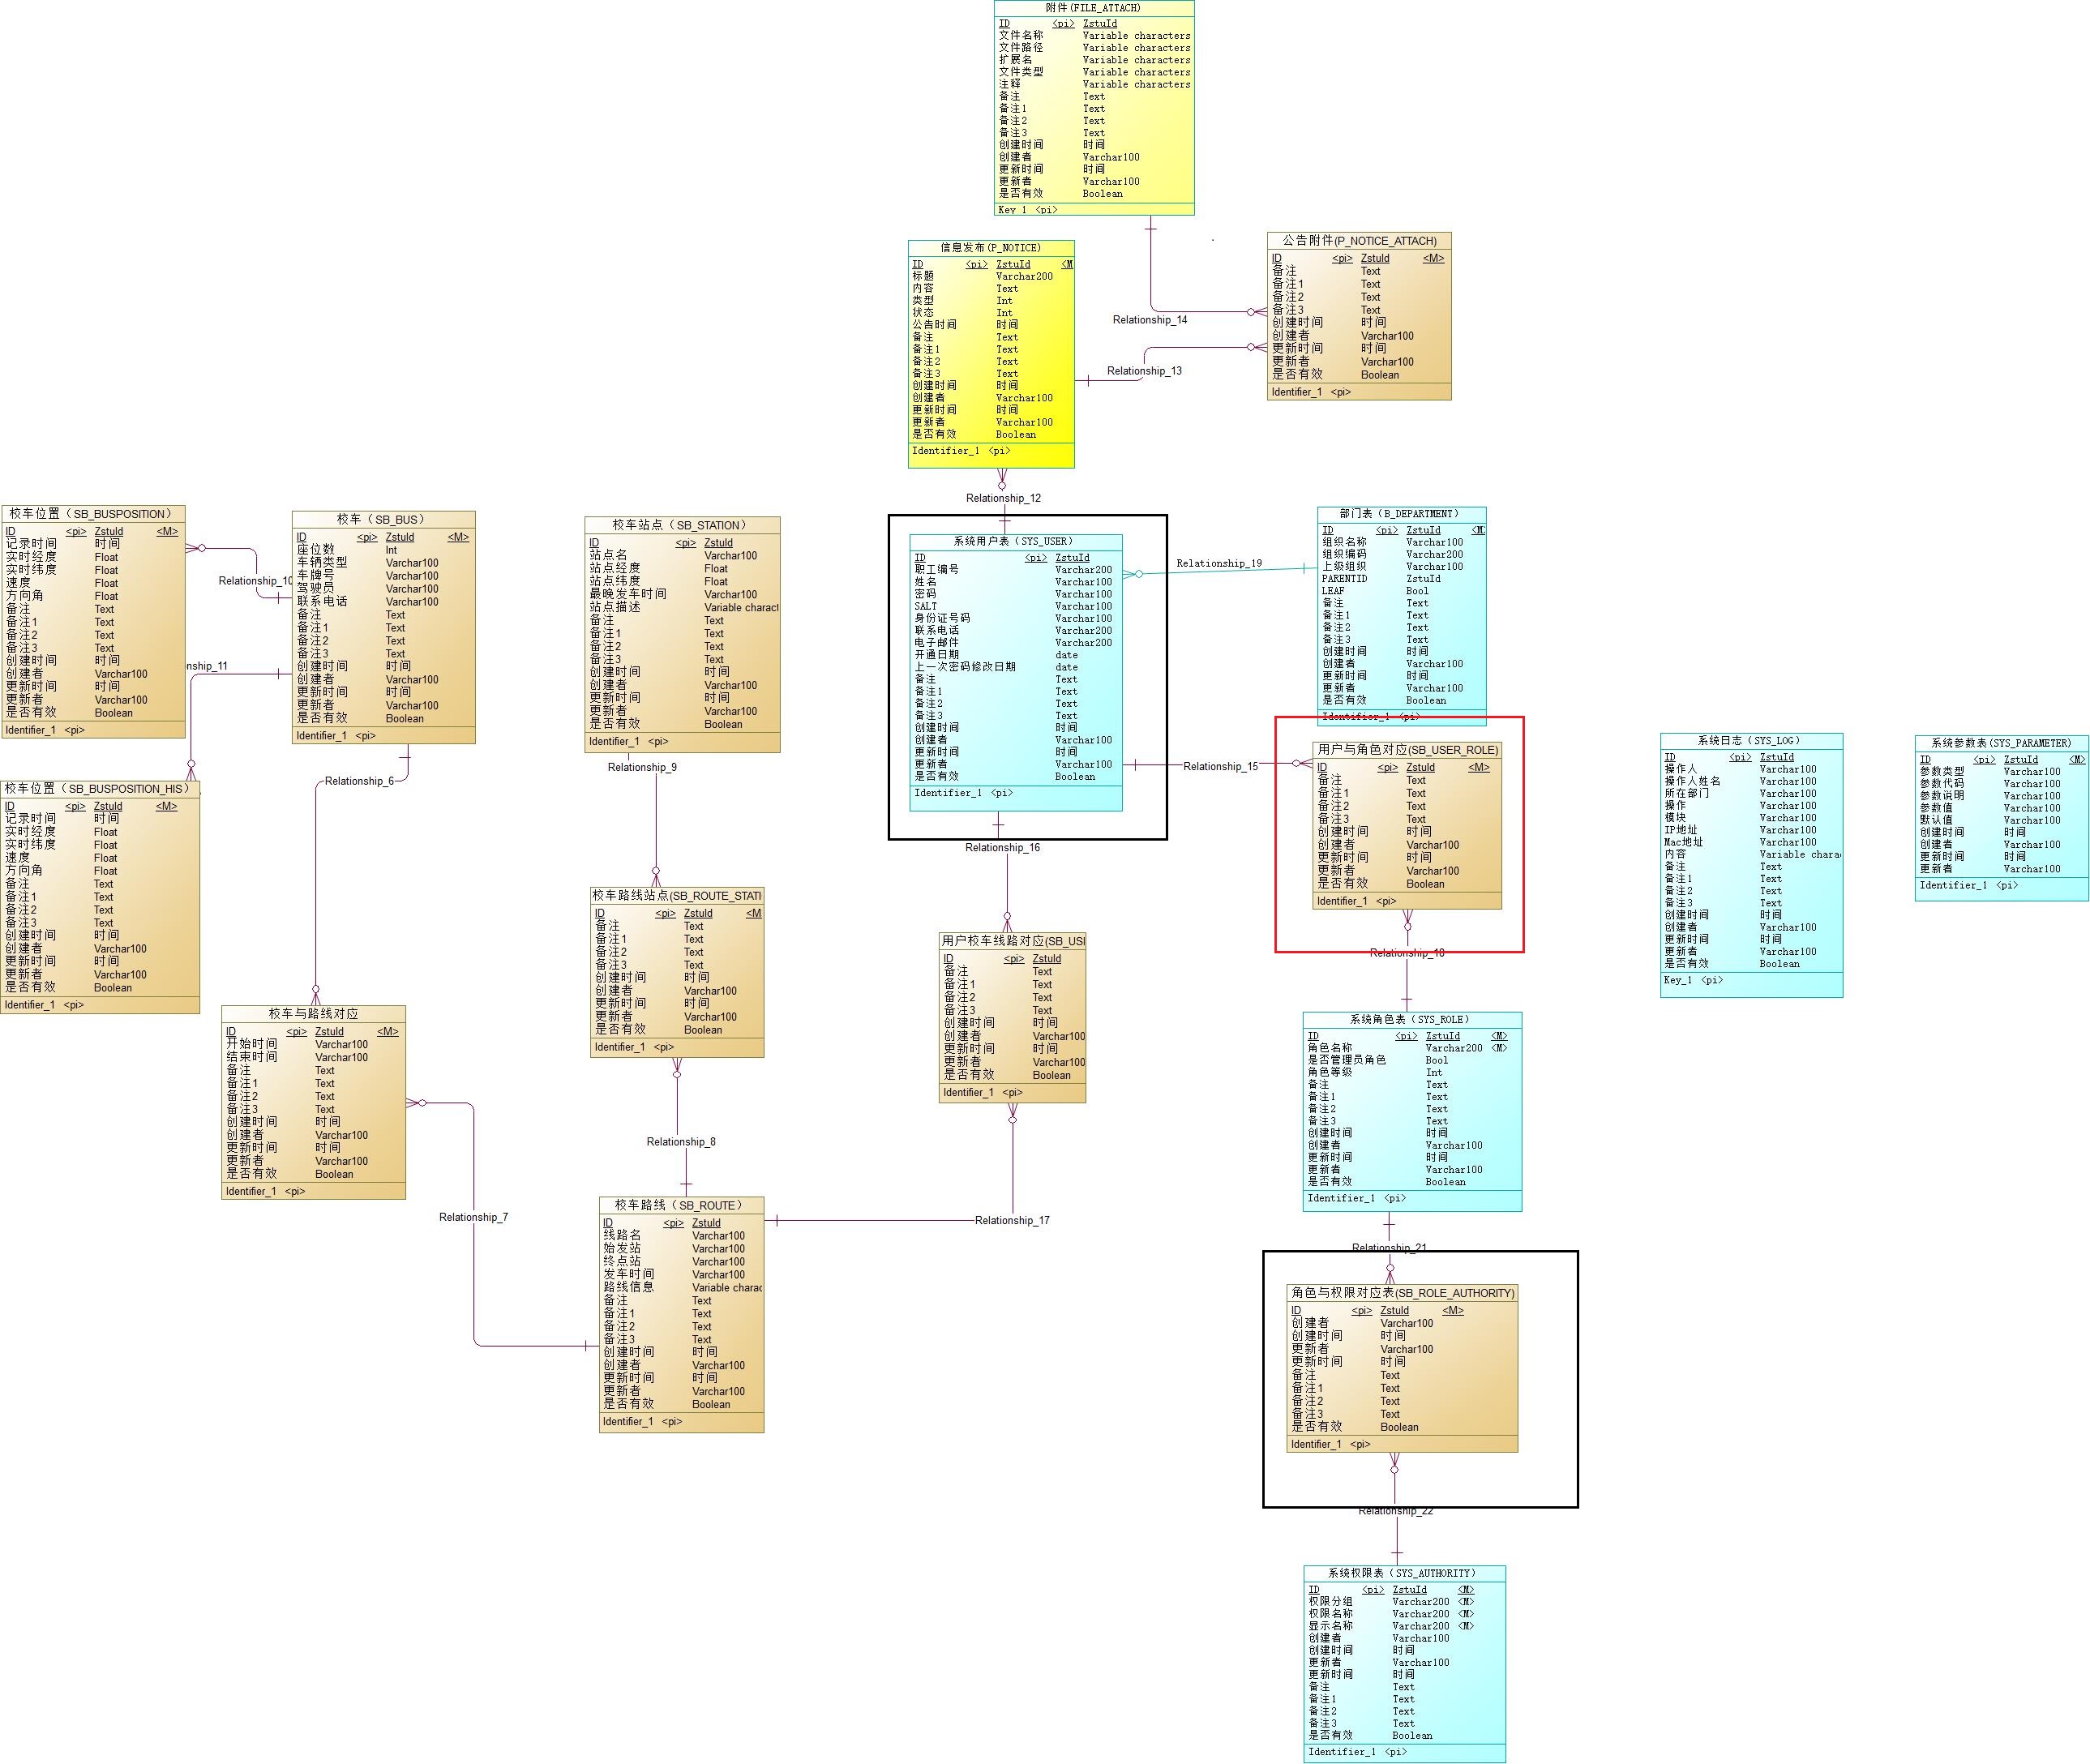 附件(FILE_ATTACH)
ID <pi> ZstuId
文件名称 Variable characters
文件路径 Variable characters
扩展名 Variable characters
文件类型 Variable characters
注释 Variable characters
备注 Text
备注1 Text
备注2 Text
备注3 Text
创建时间 时间
创建者 Varchar100
更新时间 时间
更新者 Varchar100
是否有效 Boolean
Key_1 <pi>
信息发布(P_NOTICE)
ID <pi> ZstuId <M
标题 Varchar200
内容 Text
类型 Int
状态 Int
公告时间 时间
备注 Text
备注1 Text
备注2 Text
备注3 Text
创建时间 时间
创建者 Varchar100
更新时间 时间
更新者 Varchar100
是否有效 Boolean
Identifier_1 <pi>
公告附件(P_NOTICE_ATTACH)
ID <pi> ZstuId <M>
备注 Text
备注1 Text
备注2 Text
备注3 Text
创建时间 时间
创建者 Varchar100
更新时间 时间
更新者 Varchar100
是否有效 Boolean
Identifier_1 <pi>
Relationship_14
Relationship_13
Relationship_12
校车位置（SB_BUSPOSITION）
ID <pi> ZstuId <M>
记录时间 时间
实时经度 Float
实时纬度 Float
速度 Float
方向角 Float
备注 Text
备注1 Text
备注2 Text
备注3 Text
创建时间 时间
创建者 Varchar100
更新时间 时间
更新者 Varchar100
是否有效 Boolean
Identifier_1 <pi>
Relationship_10
nship_11
校车（SB_BUS）
ID <pi> ZstuId <M>
座位数 Int
车辆类型 Varchar100
车牌号 Varchar100
驾驶员 Varchar100
联系电话 Varchar100
备注 Text
备注1 Text
备注2 Text
备注3 Text
创建时间 时间
创建者 Varchar100
更新时间 时间
更新者 Varchar100
是否有效 Boolean
Identifier_1 <pi>
校车站点（SB_STATION）
ID <pi> ZstuId
站点名 Varchar100
站点经度 Float
站点纬度 Float
最晚发车时间 Varchar100
站点描述 Variable charact
备注 Text
备注1 Text
备注2 Text
备注3 Text
创建时间 时间
创建者 Varchar100
更新时间 时间
更新者 Varchar100
是否有效 Boolean
Identifier_1 <pi>
系统用户表（SYS_USER）
ID <pi> ZstuId
职工编号 Varchar200
姓名 Varchar100
密码 Varchar100
SALT Varchar100
身份证号码 Varchar100
联系电话 Varchar200
电子邮件 Varchar200
开通日期 date
上一次密码修改日期 date
备注 Text
备注1 Text
备注2 Text
备注3 Text
创建时间 时间
创建者 Varchar100
更新时间 时间
更新者 Varchar100
是否有效 Boolean
Identifier_1 <pi>
Relationship_19
部门表（B_DEPARTMENT）
ID <pi> ZstuId <M
组织名称 Varchar100
组织编码 Varchar200
上级组织 Varchar100
PARENTID ZstuId
LEAF Bool
备注 Text
备注1 Text
备注2 Text
备注3 Text
创建时间 时间
创建者 Varchar100
更新时间 时间
更新者 Varchar100
是否有效 Boolean
Identifier_1 <pi>
Relationship_15
用户与角色对应(SB_USER_ROLE)
ID <pi> ZstuId <M>
备注 Text
备注1 Text
备注2 Text
备注3 Text
创建时间 时间
创建者 Varchar100
更新时间 时间
更新者 Varchar100
是否有效 Boolean
Identifier_1 <pi>
系统日志（SYS_LOG）
ID <pi> ZstuId
操作人 Varchar100
操作人姓名 Varchar100
所在部门 Varchar100
操作 Varchar100
模块 Varchar100
IP地址 Varchar100
Mac地址 Varchar100
内容 Variable chara
备注 Text
备注1 Text
备注2 Text
备注3 Text
创建时间 时间
创建者 Varchar100
更新时间 时间
更新者 Varchar100
是否有效 Boolean
Key_1 <pi>
系统参数表(SYS_PARAMETER)
ID <pi> ZstuId <M>
参数类型 Varchar100
参数代码 Varchar100
参数说明 Varchar100
参数值 Varchar100
默认值 Varchar100
创建时间 时间
创建者 Varchar100
更新时间 时间
更新者 Varchar100
Identifier_1 <pi>
校车位置（SB_BUSPOSITION_HIS）
ID <pi> ZstuId <M>
记录时间 时间
实时经度 Float
实时纬度 Float
速度 Float
方向角 Float
备注 Text
备注1 Text
备注2 Text
备注3 Text
创建时间 时间
创建者 Varchar100
更新时间 时间
更新者 Varchar100
是否有效 Boolean
Identifier_1 <pi>
Relationship_6
Relationship_9
Relationship_16
校车路线站点(SB_ROUTE_STATI
ID <pi> ZstuId <M
备注 Text
备注1 Text
备注2 Text
备注3 Text
创建时间 时间
创建者 Varchar100
更新时间 时间
更新者 Varchar100
是否有效 Boolean
Identifier_1 <pi>
用户校车线路对应(SB_USI
ID <pi> ZstuId
备注 Text
备注1 Text
备注2 Text
备注3 Text
创建时间 时间
创建者 Varchar100
更新时间 时间
更新者 Varchar100
是否有效 Boolean
Identifier_1 <pi>
Relationship_18
校车与路线对应
ID <pi> ZstuId <M>
开始时间 Varchar100
结束时间 Varchar100
备注 Text
备注1 Text
备注2 Text
备注3 Text
创建时间 时间
创建者 Varchar100
更新时间 时间
更新者 Varchar100
是否有效 Boolean
Identifier_1 <pi>
系统角色表（SYS_ROLE）
ID <pi> ZstuId <M>
角色名称 Varchar200 <M>
是否管理员角色 Bool
角色等级 Int
备注 Text
备注1 Text
备注2 Text
备注3 Text
创建时间 时间
创建者 Varchar100
更新时间 时间
更新者 Varchar100
是否有效 Boolean
Identifier_1 <pi>
Relationship_8
Relationship_7
Relationship_17
校车路线（SB_ROUTE）
ID <pi> ZstuId
线路名 Varchar100
始发站 Varchar100
终点站 Varchar100
发车时间 Varchar100
路线信息 Variable charac
备注 Text
备注1 Text
备注2 Text
备注3 Text
创建时间 时间
创建者 Varchar100
更新时间 时间
更新者 Varchar100
是否有效 Boolean
Identifier_1 <pi>
Relationship_21
角色与权限对应表(SB_ROLE_AUTHORITY)
ID <pi> ZstuId <M>
创建者 Varchar100
创建时间 时间
更新者 Varchar100
更新时间 时间
备注 Text
备注1 Text
备注2 Text
备注3 Text
是否有效 Boolean
Identifier_1 <pi>
Relationship_22
系统权限表（SYS_AUTHORITY）
ID <pi> ZstuId <M>
权限分组 Varchar200 <M>
权限名称 Varchar200 <M>
显示名称 Varchar200 <M>
创建者 Varchar100
创建时间 时间
更新者 Varchar100
更新时间 时间
备注 Text
备注1 Text
备注2 Text
备注3 Text
是否有效 Boolean
Identifier_1 <pi>